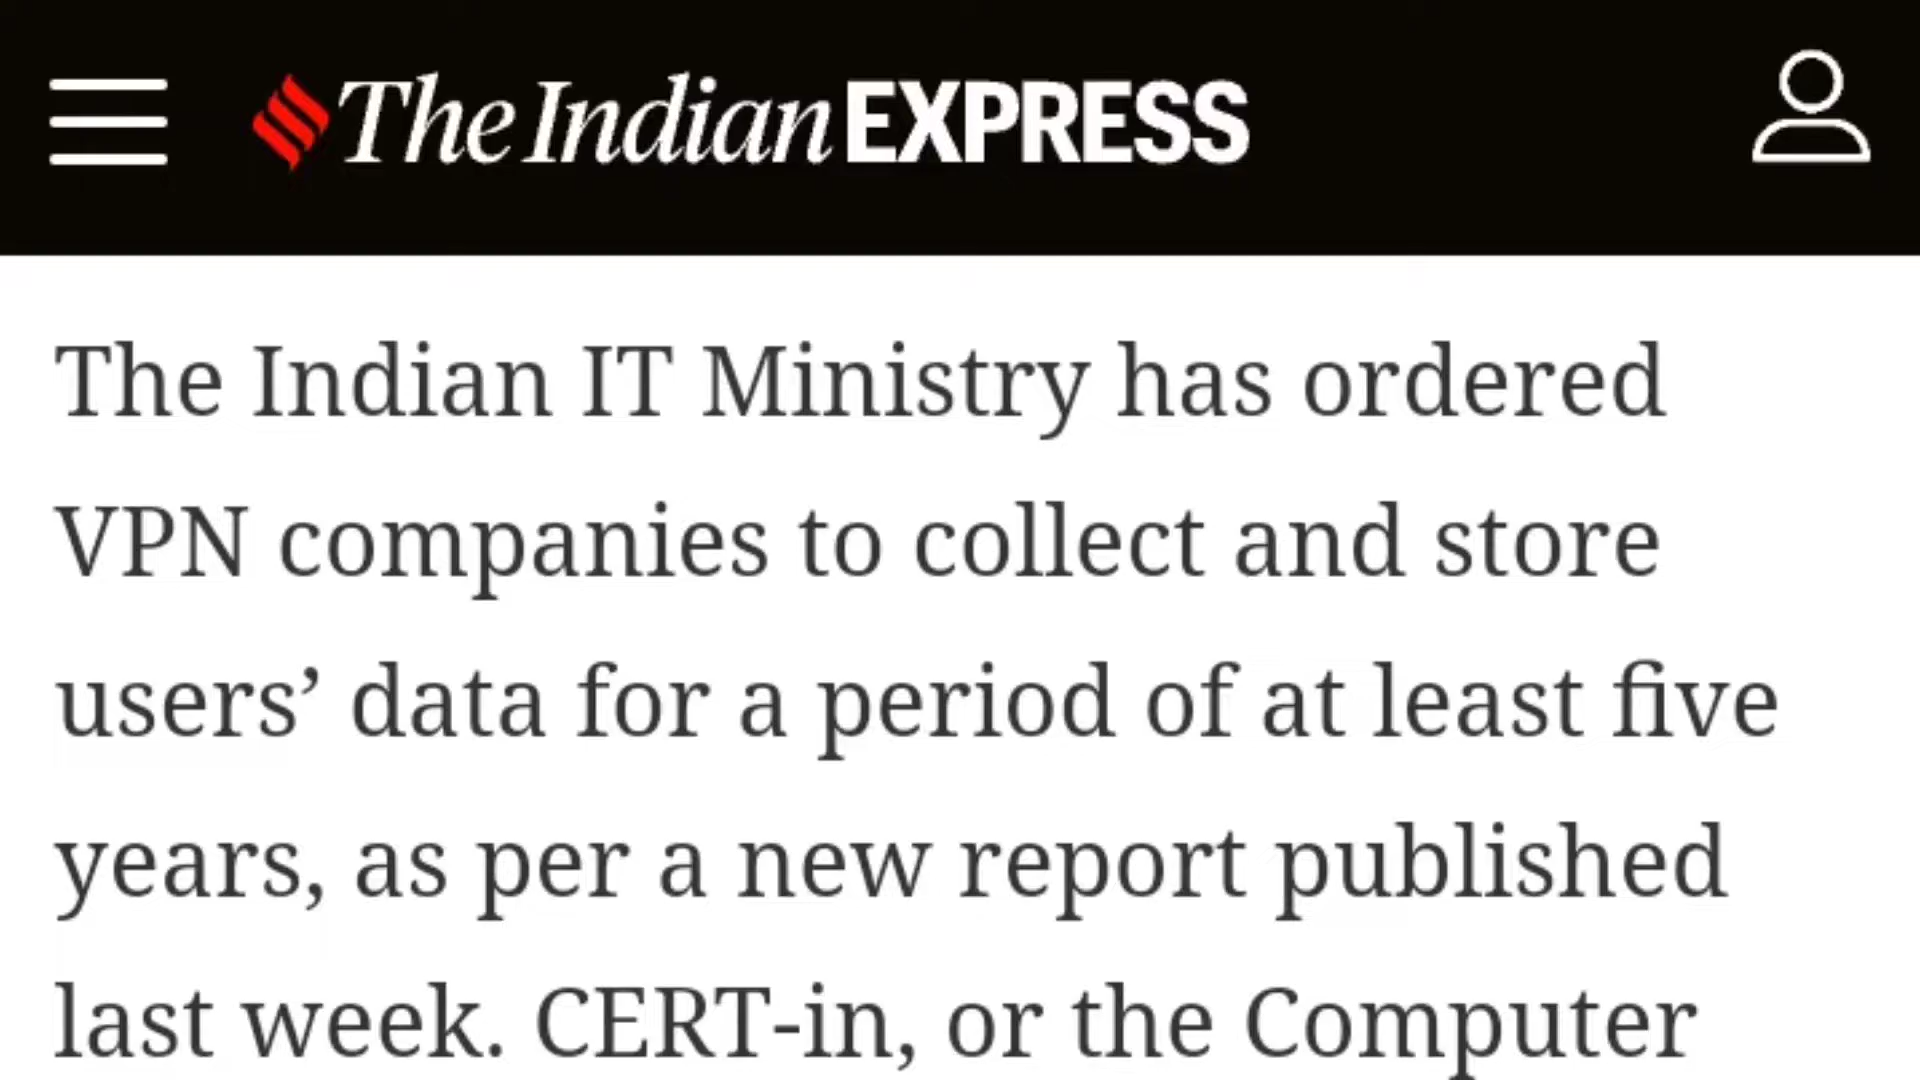 The Indian EXPRESS
The Indian IT Ministry has ordered
VPN companies to collect and store
users’ data for a period of at least five
years, as per a new report published
last week. CERT-in, or the Computer